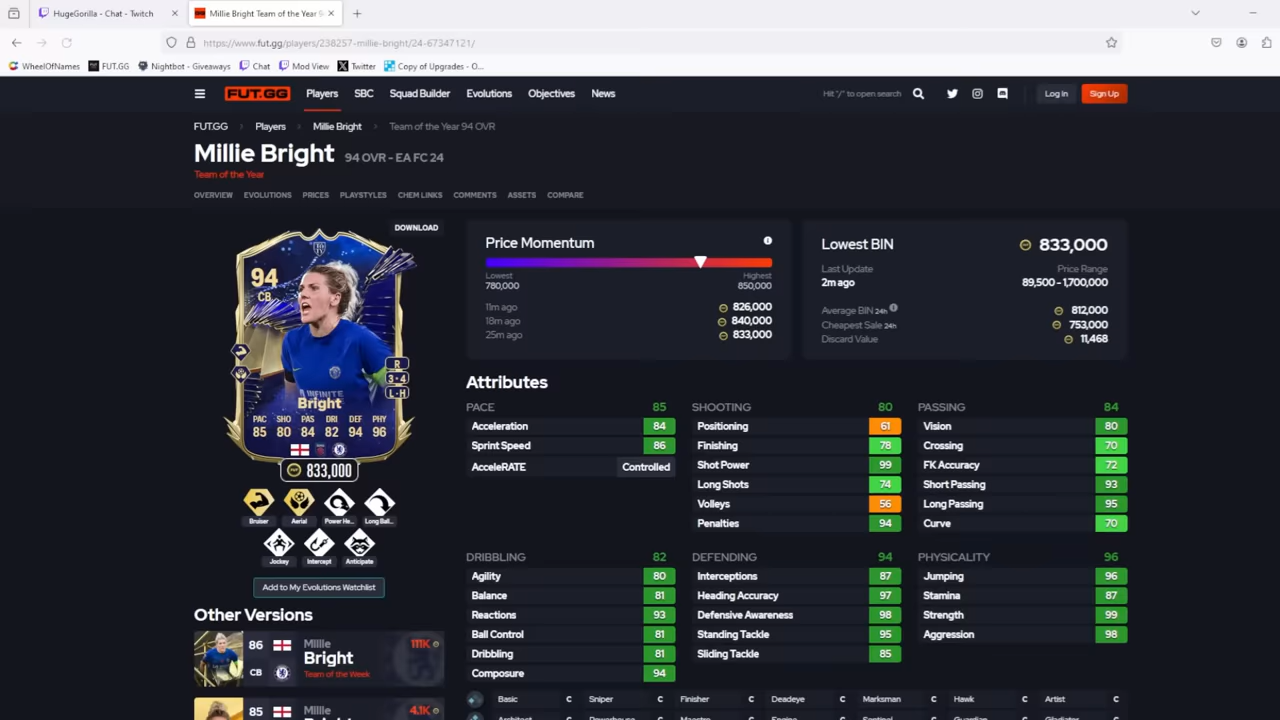 HugeGorilla - Chat - Twitch
Millie Bright Team of the Year 9
https://www.fut.gg/players/238257-millie-bright/24-67347121/
WheelOfNames FUT.GG Nightbot - Giveaways Chat Mod View Twitter Copy of Upgrades - O...
FUT.GG Players SBC Squad Builder Evolutions Objectives News Hit "/" to open search Log In Sign Up
FUT.GG > Players > Millie Bright > Team of the Year 94 OVR
Millie Bright 94 OVR - EA FC 24
Team of the Year
OVERVIEW EVOLUTIONS PRICES PLAYSTYLES CHEM LINKS COMMENTS ASSETS COMPARE
DOWNLOAD
94
CB
R
3-4
L-H
Bright
PAC SHO PAS DRI DEF PHY
85 80 84 82 94 96
833,000
Bruiser Aerial Power He... Long Ball...
Jockey Intercept Anticipate
Add to My Evolutions Watchlist
Other Versions
86 Millie 111K
CB Bright
Team of the Week
85 Millie 4.1K
Price Momentum
Lowest Highest
780,000 850,000
11m ago 826,000
18m ago 840,000
25m ago 833,000
Lowest BIN 833,000
Last Update Price Range
2m ago 89,500 - 1,700,000
Average BIN 24h 812,000
Cheapest Sale 24h 753,000
Discard Value 11,468
Attributes
PACE 85
Acceleration 84
Sprint Speed 86
AcceleRATE Controlled
SHOOTING 80
Positioning 61
Finishing 78
Shot Power 99
Long Shots 74
Volleys 56
Penalties 94
PASSING 84
Vision 80
Crossing 70
FK Accuracy 72
Short Passing 93
Long Passing 95
Curve 70
DRIBBLING 82
Agility 80
Balance 81
Reactions 93
Ball Control 81
Dribbling 81
Composure 94
DEFENDING 94
Interceptions 87
Heading Accuracy 97
Defensive Awareness 98
Standing Tackle 95
Sliding Tackle 85
PHYSICALITY 96
Jumping 96
Stamina 87
Strength 99
Aggression 98
Basic C Sniper C Finisher C Deadeye C Marksman C Hawk C Artist C